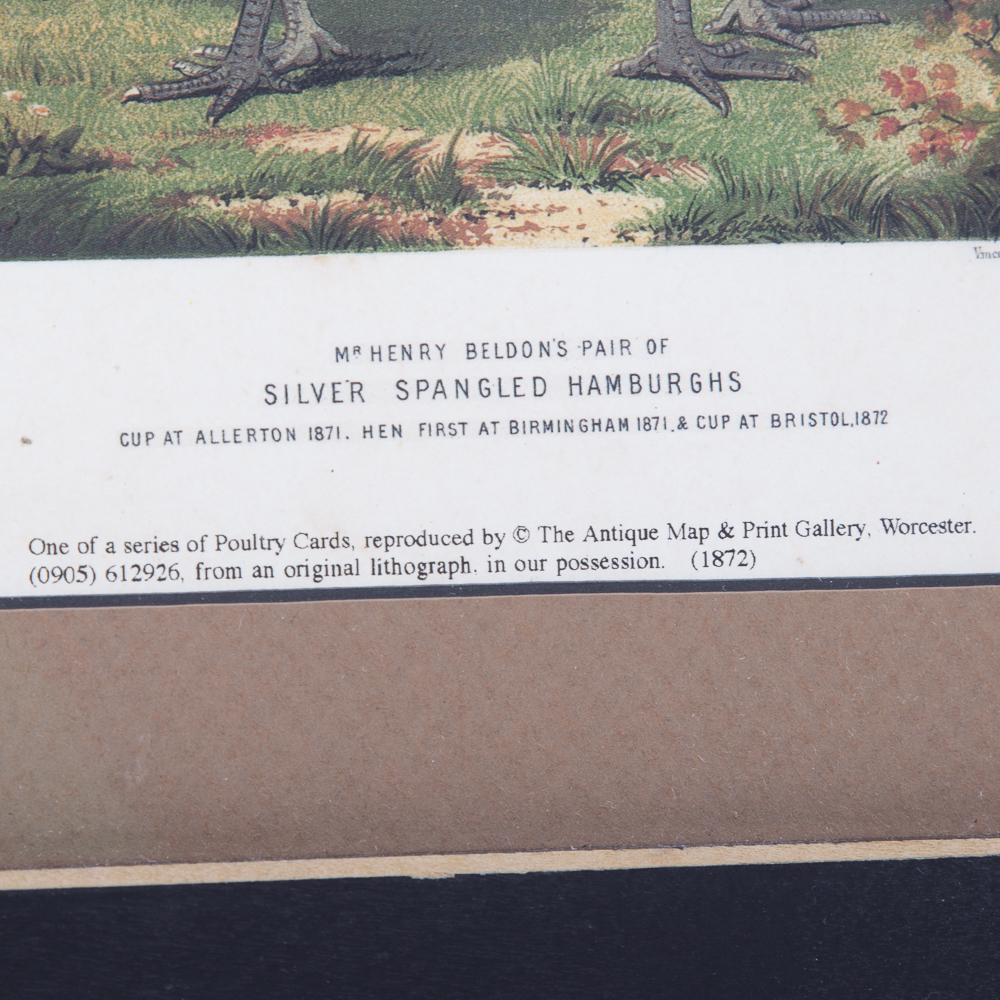 Mʀ HENRY BELDON'S PAIR OF
SILVER SPANGLED HAMBURGHS
CUP AT ALLERTON 1871. HEN FIRST AT BIRMINGHAM 1871.& CUP AT BRISTOL,1872
One of a series of Poultry Cards, reproduced by © The Antique Map & Print Gallery, Worcester.
(0905) 612926, from an original lithograph. in our possession. (1872)